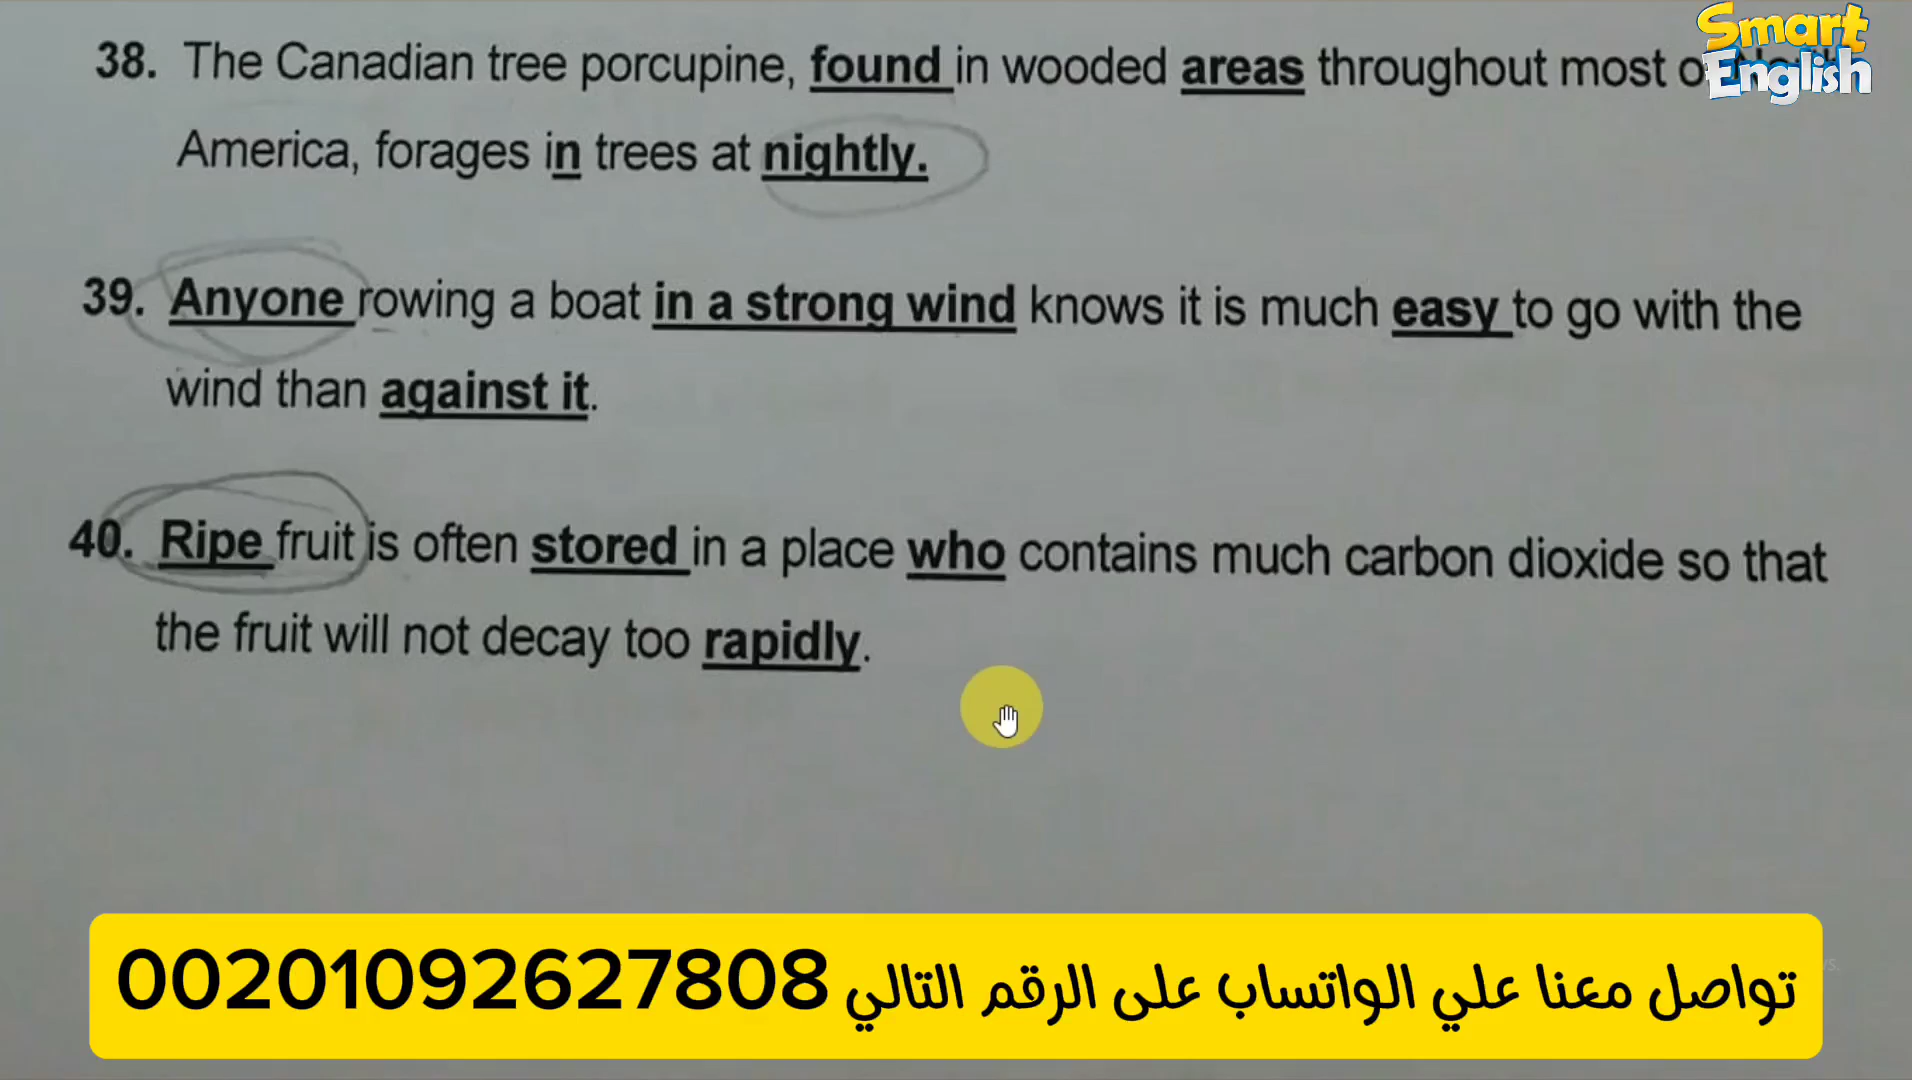 Smart
English
38. The Canadian tree porcupine, found in wooded areas throughout most
America, forages in trees at nightly.
39. Anyone rowing a boat in a strong wind knows it is much easy to go with the
wind than against it.
40. Ripe fruit is often stored in a place who contains much carbon dioxide so that
the fruit will not decay too rapidly.
تواصل معنا علي الواتساب على الرقم التالي 00201092627808